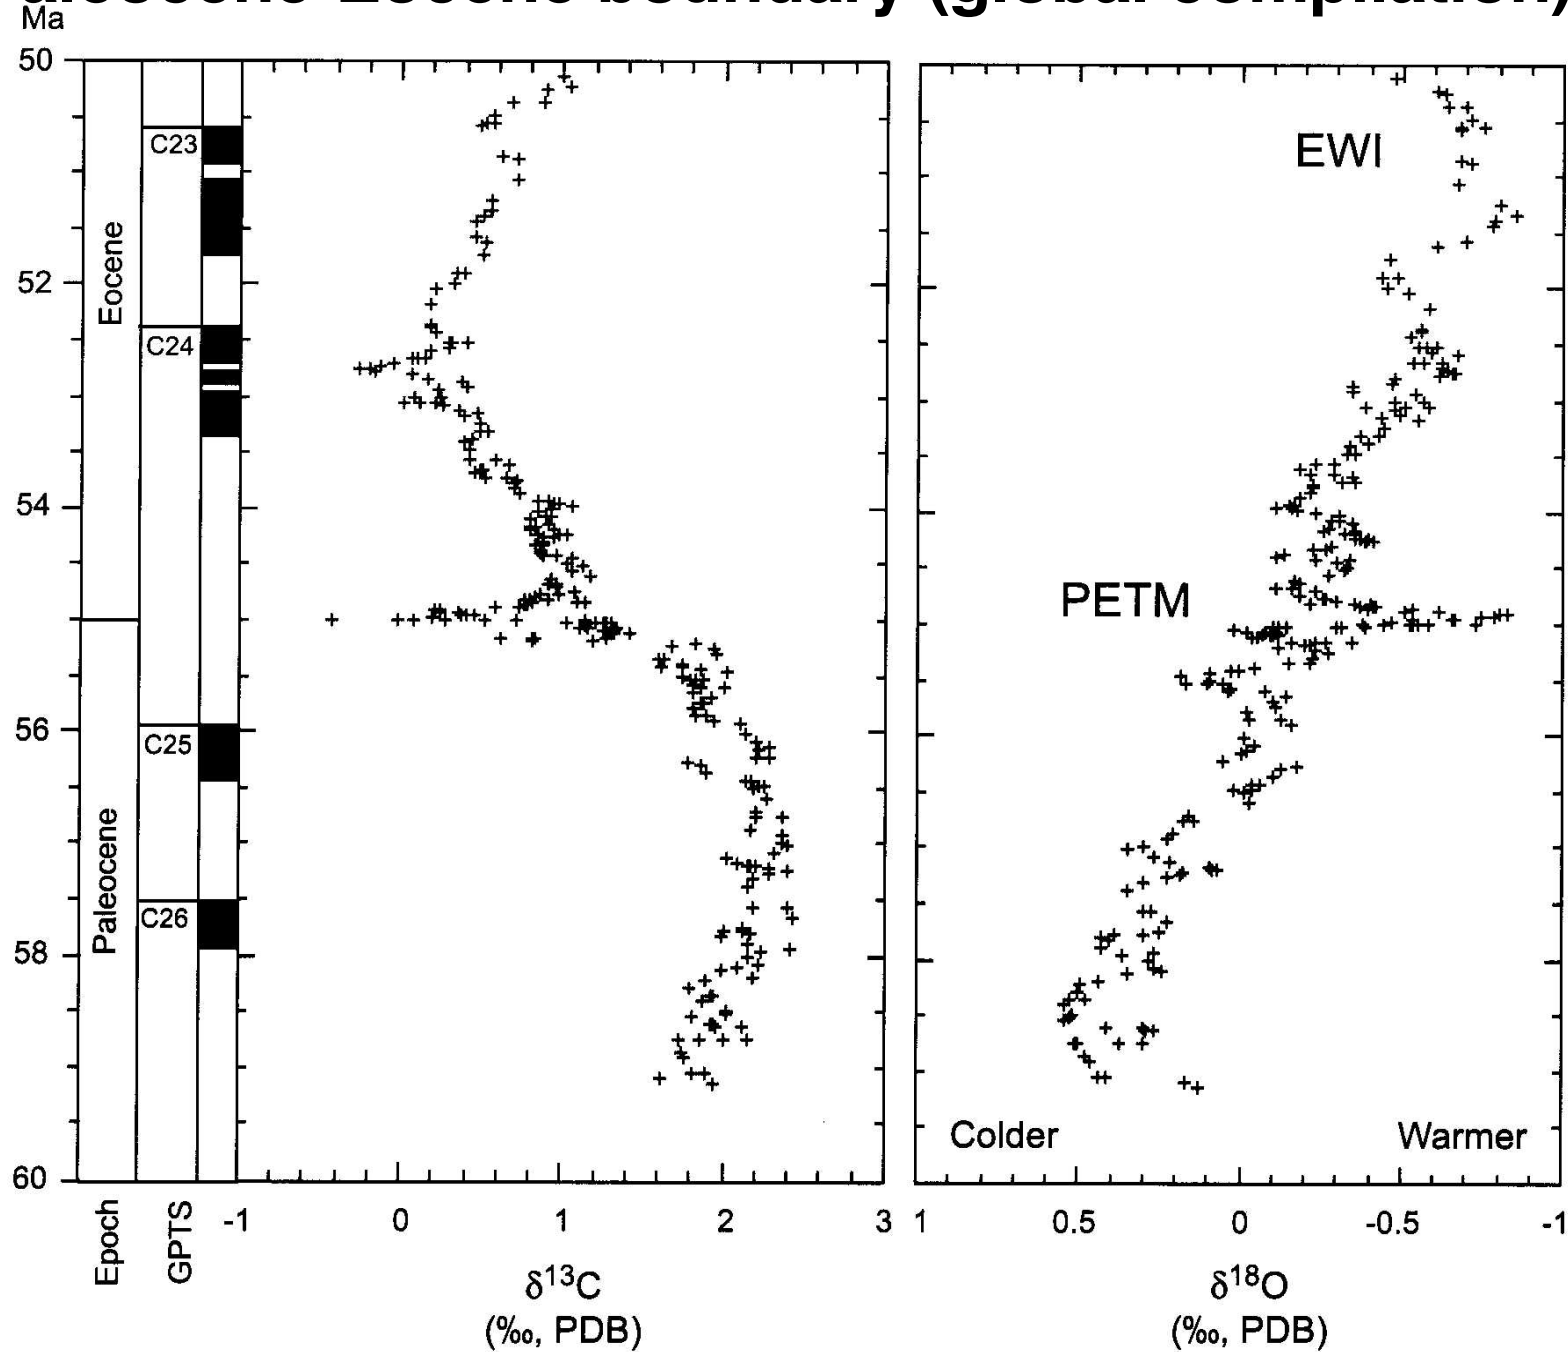 Paleocene-Eocene boundary (global compilation)
Ma
50
52
54
56
58
60
Eocene
Paleocene
C23
C24
C25
C26
EWI
PETM
Colder
Warmer
Epoch
GPTS
-1
0
1
2
3
1
0.5
0
-0.5
-1
δ¹³C
(‰, PDB)
δ¹⁸O
(‰, PDB)